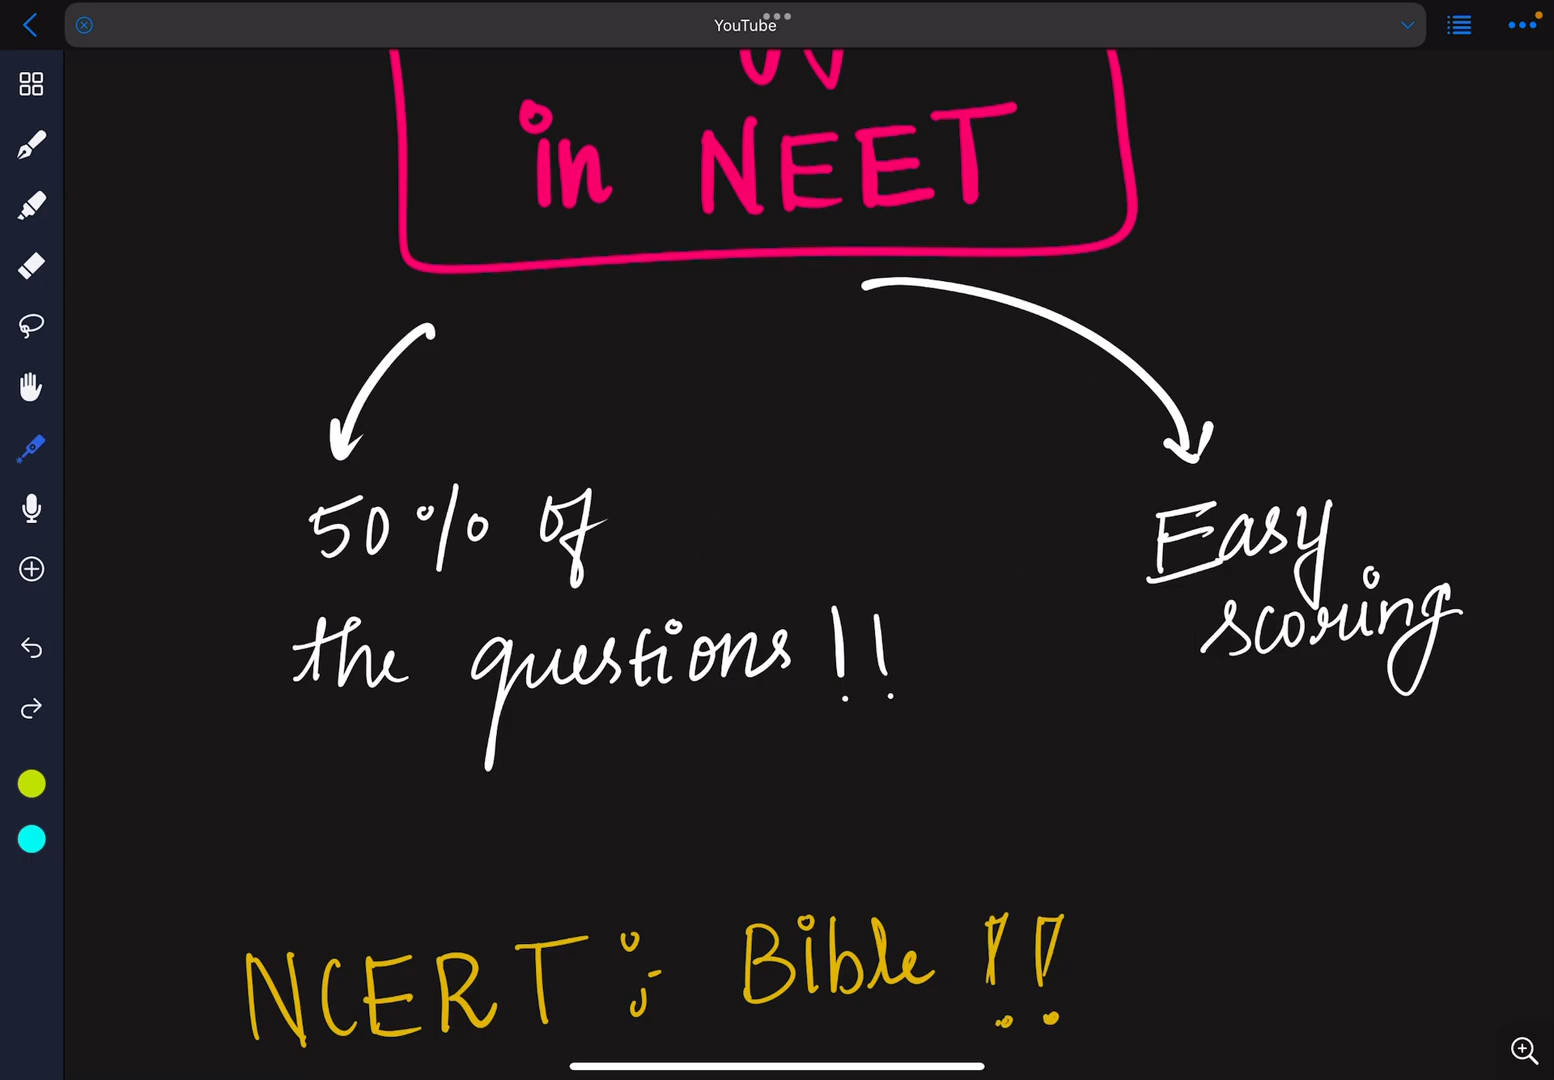 YouTube
in NEET
50% of
the questions !!
Easy
scoring
NCERT : Bible !!